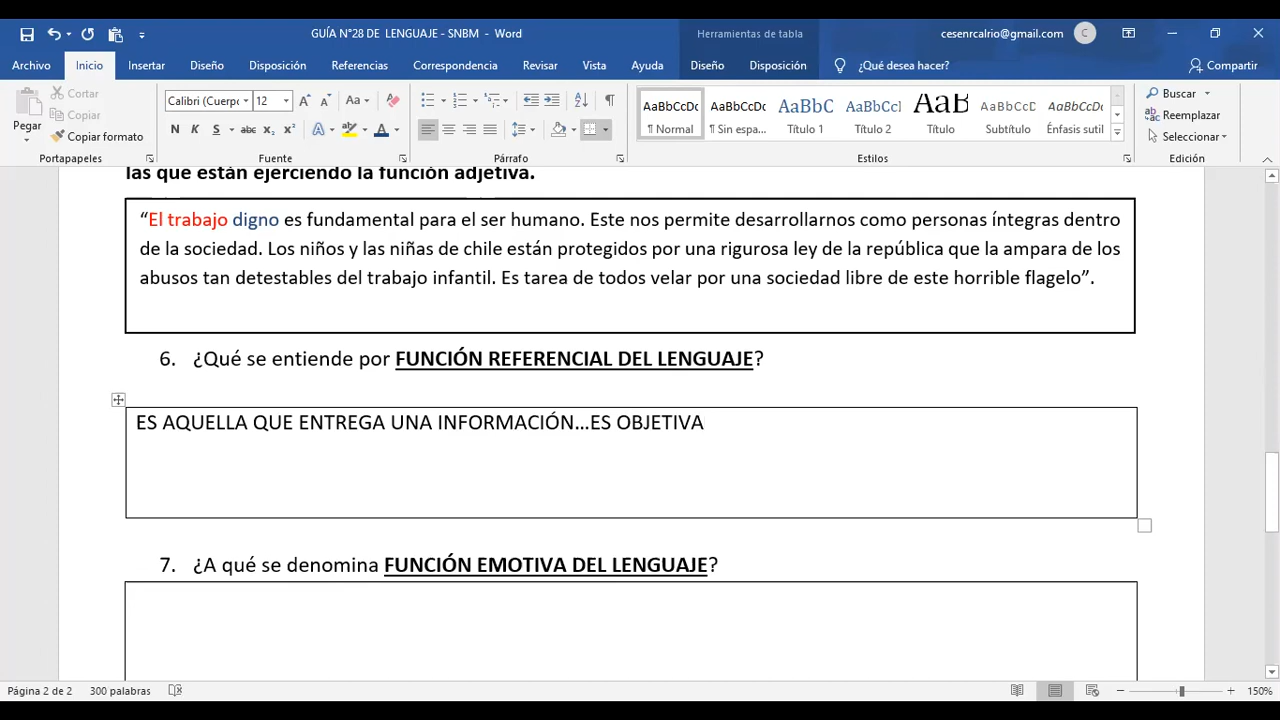 GUÍA N°28 DE LENGUAJE - SNBM - Word
Herramientas de tabla
cesenrcalrio@gmail.com
C
Archivo Inicio Insertar Diseño Disposición Referencias Correspondencia Revisar Vista Ayuda Diseño Disposición ¿Qué desea hacer? Compartir
Pegar
Cortar
Copiar
Copiar formato
Portapapeles
Calibri (Cuerpo 12
N K S abc x₂ x²
Fuente
Párrafo
AaBbCcDc AaBbCcDc AaBbC AaBbCcD AaB AaBbCcD AaBbCcDc
¶ Normal ¶ Sin espa... Título 1 Título 2 Título Subtítulo Énfasis sutil
Estilos
Buscar
Reemplazar
Seleccionar
Edición
las que están ejerciendo la función adjetiva.
“El trabajo digno es fundamental para el ser humano. Este nos permite desarrollarnos como personas íntegras dentro
de la sociedad. Los niños y las niñas de chile están protegidos por una rigurosa ley de la república que la ampara de los
abusos tan detestables del trabajo infantil. Es tarea de todos velar por una sociedad libre de este horrible flagelo”.
6. ¿Qué se entiende por FUNCIÓN REFERENCIAL DEL LENGUAJE?
ES AQUELLA QUE ENTREGA UNA INFORMACIÓN...ES OBJETIVA
7. ¿A qué se denomina FUNCIÓN EMOTIVA DEL LENGUAJE?
Página 2 de 2 300 palabras 150%